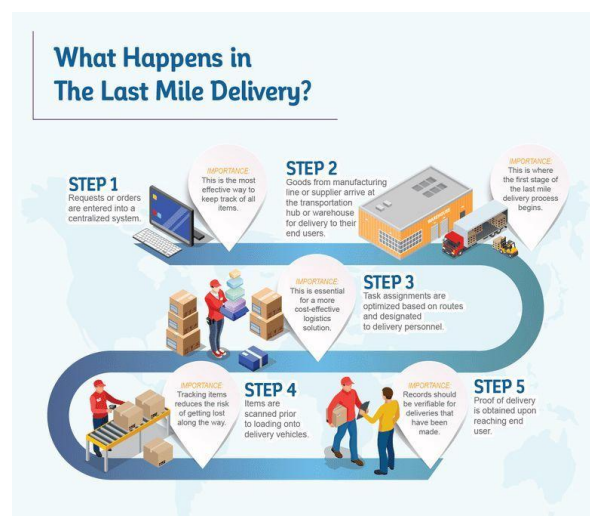 What Happens in
The Last Mile Delivery?
STEP 1
Requests or orders
are entered into a
centralized system.
IMPORTANCE:
This is the most
effective way to
keep track of all
items.
STEP 2
Goods from manufacturing
line or supplier arrive at
the transportation
hub or warehouse
for delivery to their
end users.
WAREHOUSE
IMPORTANCE:
This is where
the first stage of
the last mile
delivery process
begins.
IMPORTANCE:
This is essential
for a more
cost-effective
logistics
solution.
STEP 3
Task assignments are
optimized based on routes
and designated
to delivery personnel.
IMPORTANCE:
Tracking items
reduces the risk
of getting lost
along the way.
STEP 4
Items are
scanned prior
to loading onto
delivery vehicles.
IMPORTANCE:
Records should
be verifiable for
deliveries that
have been
made.
STEP 5
Proof of delivery
is obtained upon
reaching end
user.